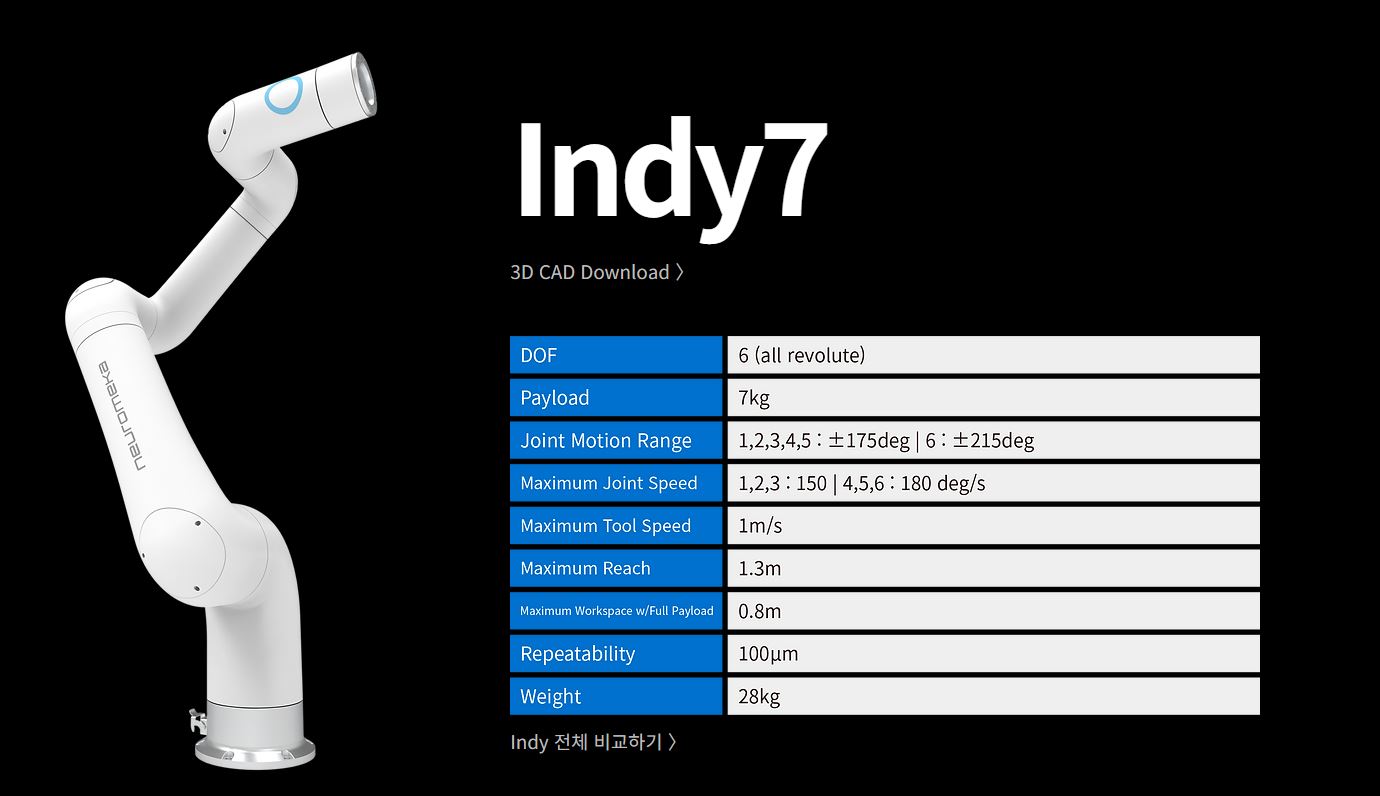 neuromeka
Indy7
3D CAD Download 〉
DOF 6 (all revolute)
Payload 7kg
Joint Motion Range 1,2,3,4,5 : ±175deg | 6 : ±215deg
Maximum Joint Speed 1,2,3 : 150 | 4,5,6 : 180 deg/s
Maximum Tool Speed 1m/s
Maximum Reach 1.3m
Maximum Workspace w/Full Payload 0.8m
Repeatability 100μm
Weight 28kg
Indy 전체 비교하기 〉